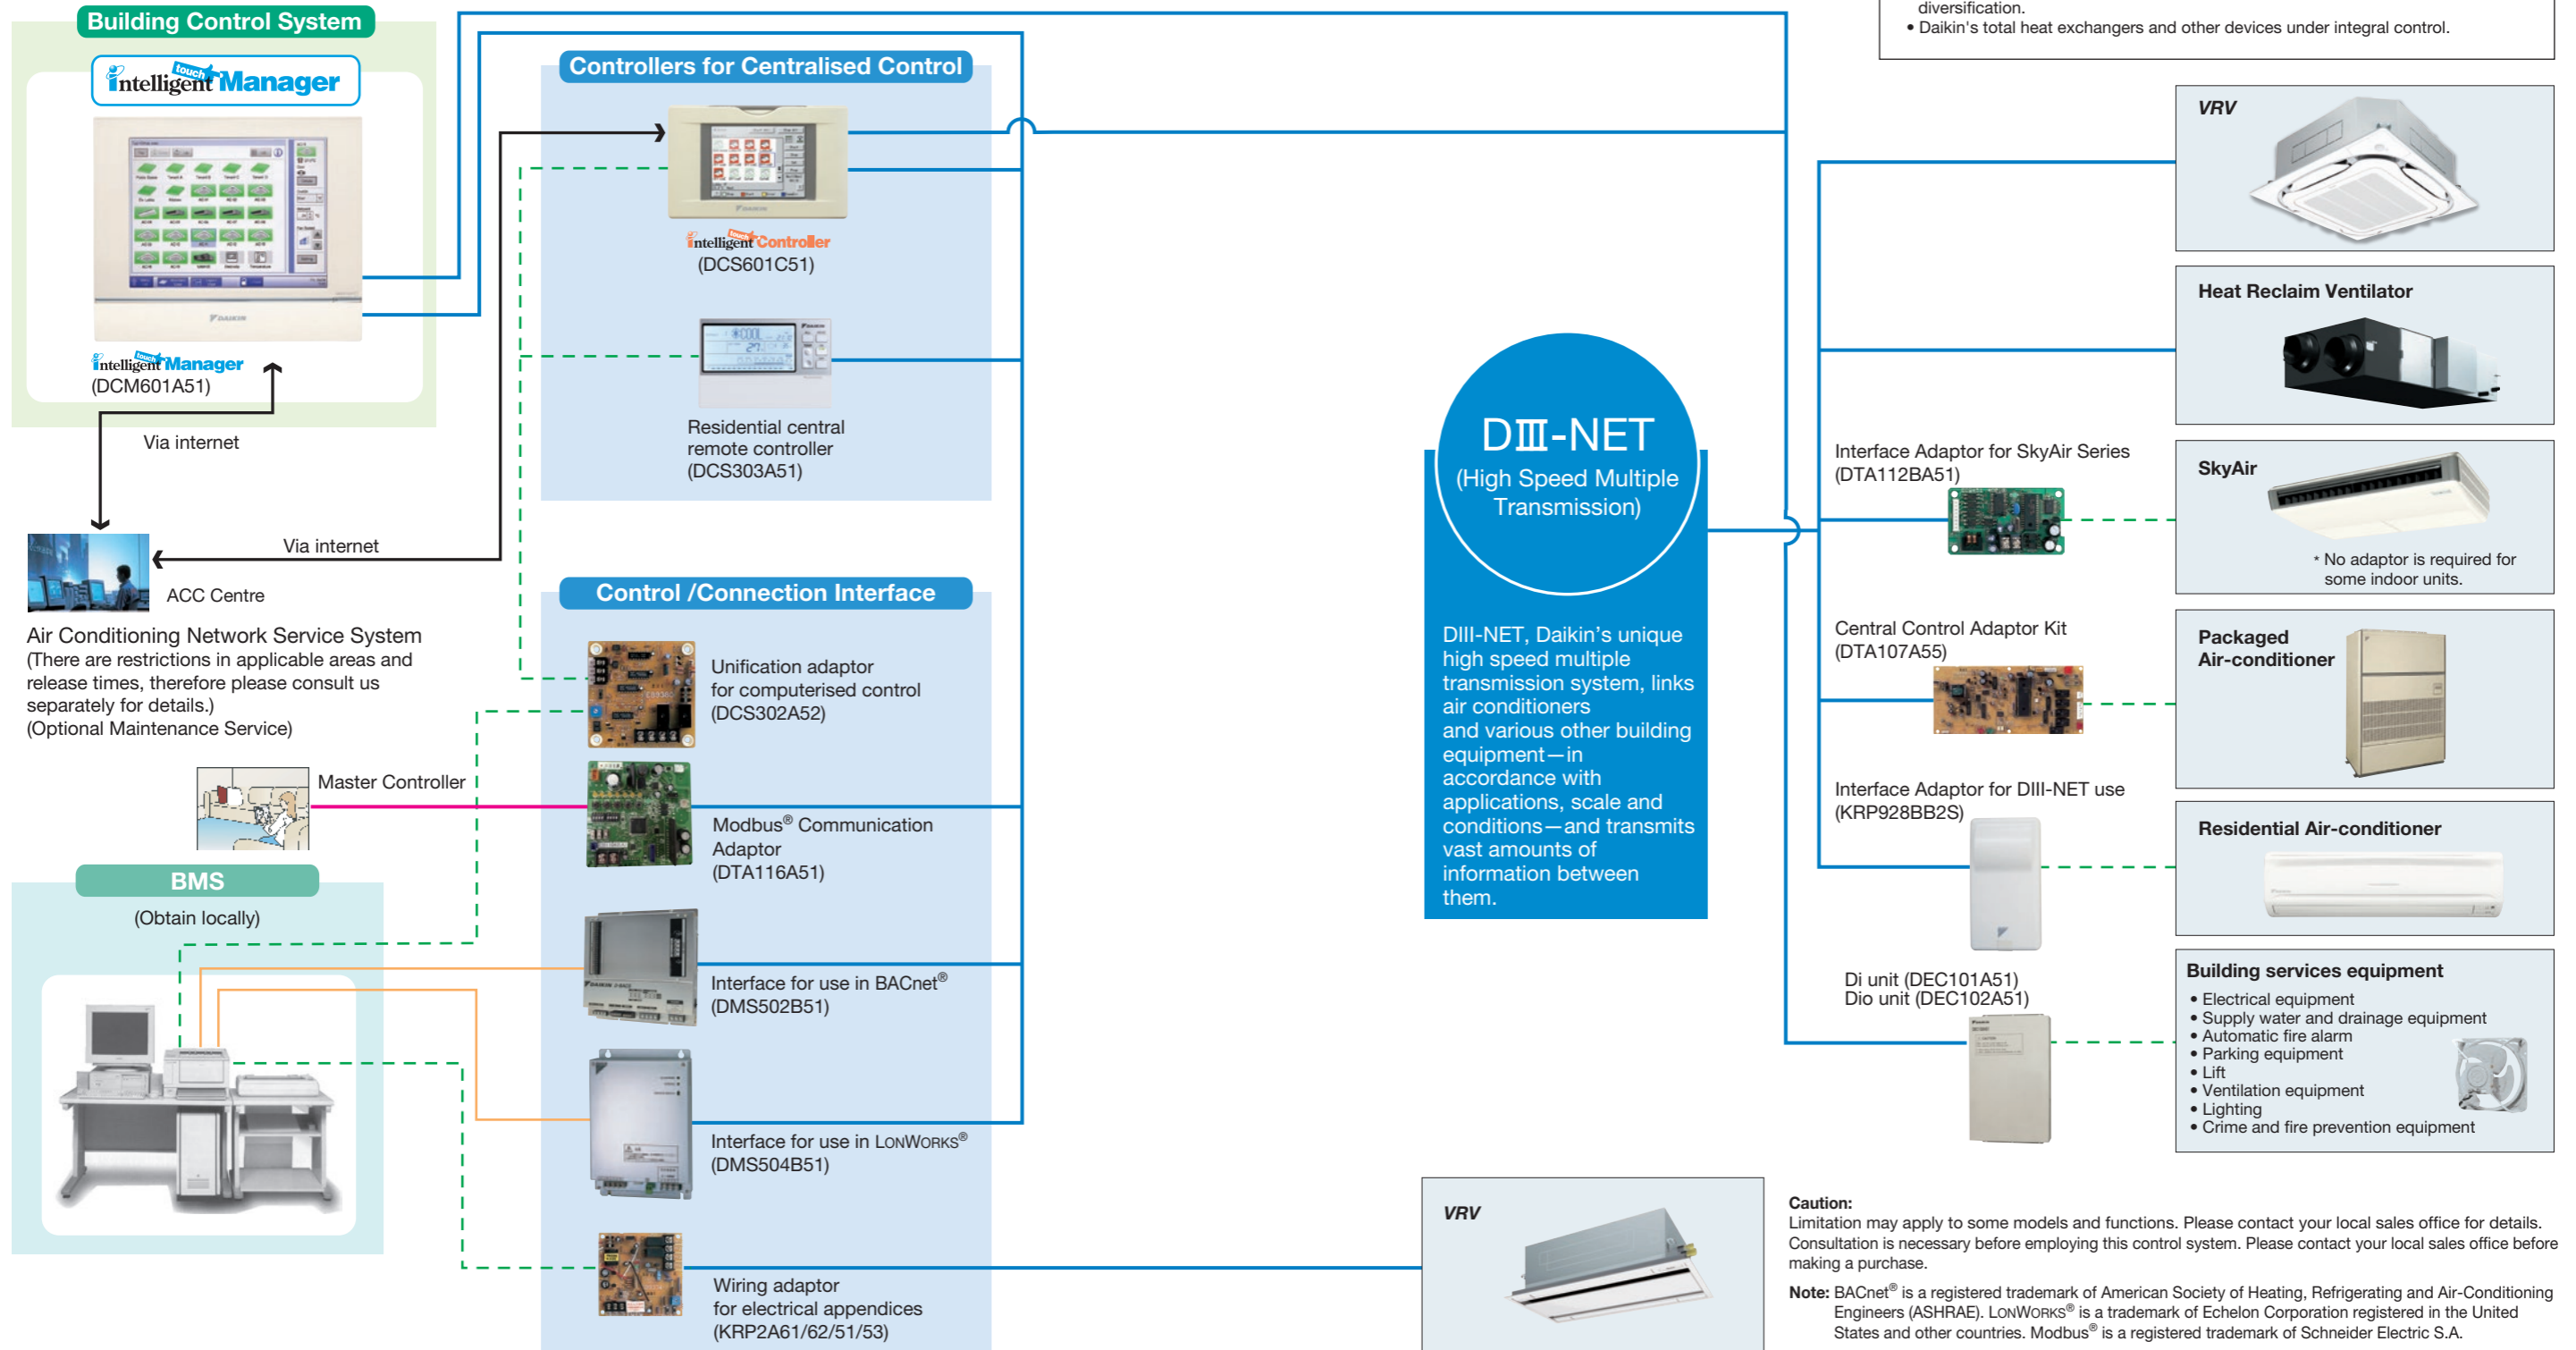 diversification.
• Daikin's total heat exchangers and other devices under integral control.
Building Control System
intelligent touch Manager
DAIKIN
intelligent touch Manager
(DCM601A51)
Via internet
Via internet
ACC Centre
Air Conditioning Network Service System
(There are restrictions in applicable areas and
release times, therefore please consult us
separately for details.)
(Optional Maintenance Service)
Master Controller
BMS
(Obtain locally)
Controllers for Centralised Control
DAIKIN
intelligent touch Controller
(DCS601C51)
COOL
27
Residential central
remote controller
(DCS303A51)
Control /Connection Interface
Unification adaptor
for computerised control
(DCS302A52)
Modbus® Communication
Adaptor
(DTA116A51)
Interface for use in BACnet®
(DMS502B51)
Interface for use in LONWORKS®
(DMS504B51)
Wiring adaptor
for electrical appendices
(KRP2A61/62/51/53)
DIII-NET
(High Speed Multiple
Transmission)
DIII-NET, Daikin's unique
high speed multiple
transmission system, links
air conditioners
and various other building
equipment—in
accordance with
applications, scale and
conditions—and transmits
vast amounts of
information between
them.
Interface Adaptor for SkyAir Series
(DTA112BA51)
Central Control Adaptor Kit
(DTA107A55)
Interface Adaptor for DIII-NET use
(KRP928BB2S)
Di unit (DEC101A51)
Dio unit (DEC102A51)
VRV
Heat Reclaim Ventilator
SkyAir
* No adaptor is required for
some indoor units.
Packaged
Air-conditioner
Residential Air-conditioner
Building services equipment
• Electrical equipment
• Supply water and drainage equipment
• Automatic fire alarm
• Parking equipment
• Lift
• Ventilation equipment
• Lighting
• Crime and fire prevention equipment
VRV
Caution:
Limitation may apply to some models and functions. Please contact your local sales office for details.
Consultation is necessary before employing this control system. Please contact your local sales office before
making a purchase.
Note: BACnet® is a registered trademark of American Society of Heating, Refrigerating and Air-Conditioning
Engineers (ASHRAE). LONWORKS® is a trademark of Echelon Corporation registered in the United
States and other countries. Modbus® is a registered trademark of Schneider Electric S.A.